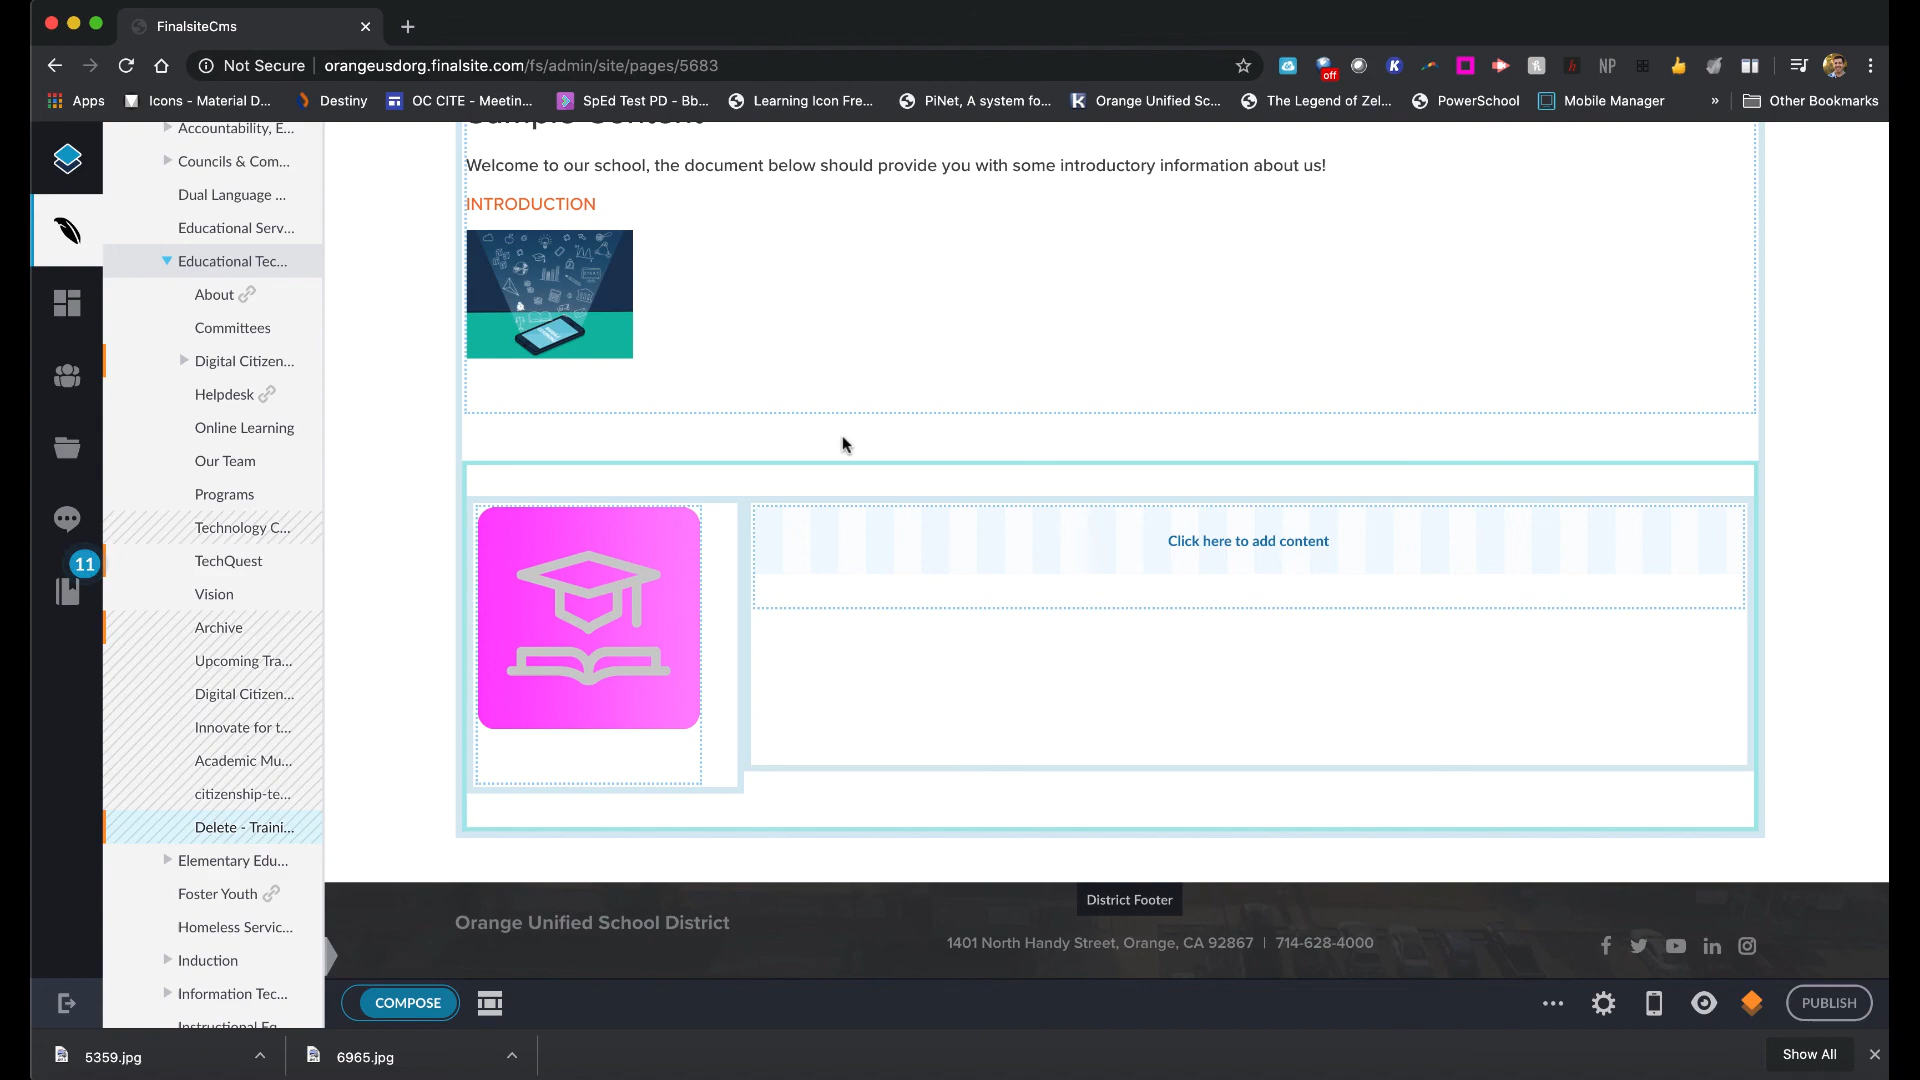 FinalsiteCms
Not Secure | orangeusdorg.finalsite.com/fs/admin/site/pages/5683
off
NP
Apps Icons - Material D... Destiny OC CITE - Meetin... SpEd Test PD - Bb... Learning Icon Fre... PiNet, A system fo... Orange Unified Sc... The Legend of Zel... PowerSchool Mobile Manager » Other Bookmarks
Accountability, E...
Councils & Com...
Dual Language ...
Educational Serv...
Educational Tec...
About
Committees
Digital Citizen...
Helpdesk
Online Learning
Our Team
Programs
Technology C...
TechQuest
Vision
Archive
Upcoming Tra...
Digital Citizen...
Innovate for t...
Academic Mu...
citizenship-te...
Delete - Traini...
Elementary Edu...
Foster Youth
Homeless Servic...
Induction
Information Tec...
Instructional Eq
11
Sample Content
Welcome to our school, the document below should provide you with some introductory information about us!
INTRODUCTION
Click here to add content
District Footer
Orange Unified School District
1401 North Handy Street, Orange, CA 92867 | 714-628-4000
COMPOSE
PUBLISH
5359.jpg
6965.jpg
Show All